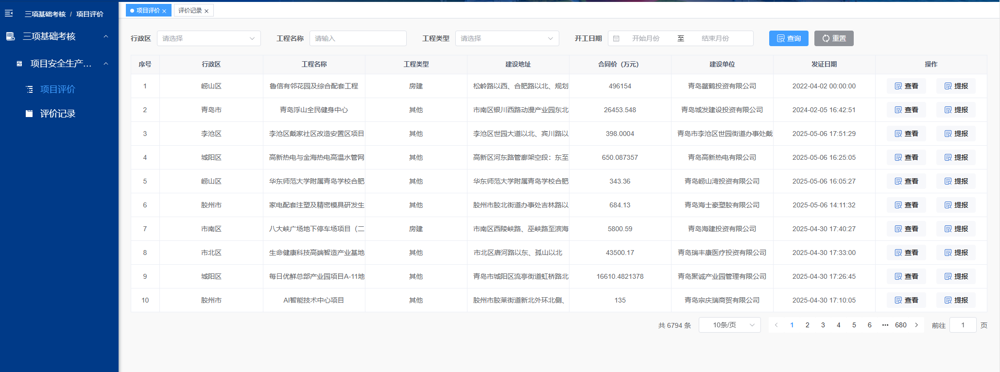 三项基础考核 / 项目评价
三项基础考核
项目安全生产...
项目评价
评价记录
项目评价 ×
评价记录 ×
行政区 请选择 工程名称 请输入 工程类型 请选择 开工日期 开始月份 至 结束月份 查询 重置
序号 行政区 工程名称 工程类型 建设地址 合同价（万元） 建设单位 发证日期 操作
1 崂山区 鲁信有邻花园及综合配套工程 房建 松岭路以西、合肥路以北、规划 496154 青岛鳌鹤投资有限公司 2022-04-02 00:00:00 查看 提报
2 青岛市 青岛浮山全民健身中心 其他 市南区银川西路动漫产业园东北 26453.548 青岛城发建设投资有限公司 2024-02-05 16:42:51 查看 提报
3 李沧区 李沧区戴家社区改造安置区项目 其他 李沧区世园大道以北、宾川路以 398.0004 青岛市李沧区世园街道办事处戴 2025-05-06 17:51:29 查看 提报
4 城阳区 高新热电与金海热电高温水管网 其他 高新区河东路管廊架空段：东至 650.087357 青岛高新热电有限公司 2025-05-06 16:25:05 查看 提报
5 崂山区 华东师范大学附属青岛学校合肥 其他 华东师范大学附属青岛学校合肥 343.36 青岛崂山湾投资有限公司 2025-05-06 16:05:27 查看 提报
6 胶州市 家电配套注塑及精密模具研发生 其他 胶州市胶北街道办事处吉林路以 684.13 青岛海士豪塑胶有限公司 2025-05-06 14:11:32 查看 提报
7 市南区 八大峡广场地下停车场项目（二 房建 市南区西陵峡路、巫峡路至滨海 5800.59 青岛海建投资有限公司 2025-04-30 17:40:27 查看 提报
8 市北区 生命健康科技高端智造产业基地 其他 市北区唐河路以东、孤山以北 43500.17 青岛瑞丰康医疗投资有限公司 2025-04-30 17:33:00 查看 提报
9 城阳区 每日优鲜总部产业园项目A-11地 其他 青岛市城阳区流亭街道虹桥路北 16610.4821378 青岛聚诚产业园管理有限公司 2025-04-30 17:26:45 查看 提报
10 胶州市 AI智能技术中心项目 其他 胶州市胶莱街道新北外环北侧、 135 青岛宗庆瑞商贸有限公司 2025-04-30 17:10:05 查看 提报
共 6794 条 10条/页 1 2 3 4 5 6 ... 680 前往 1 页